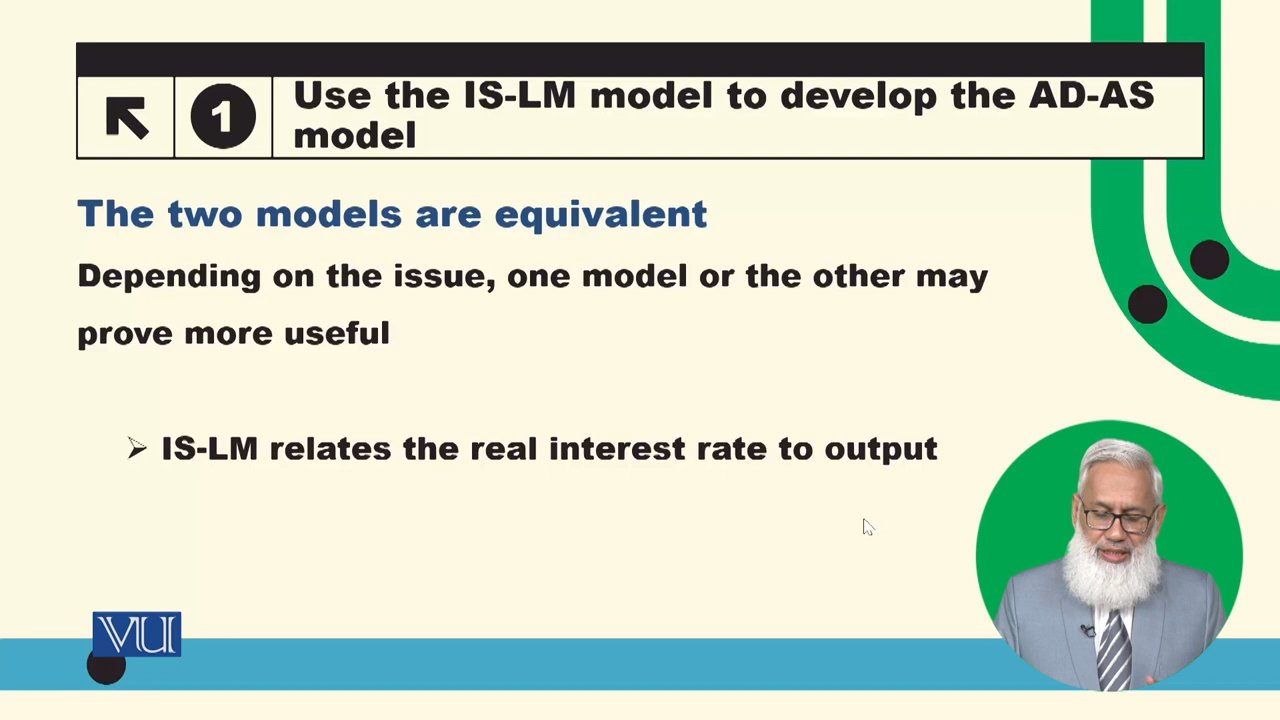 1
Use the IS-LM model to develop the AD-AS
model
The two models are equivalent
Depending on the issue, one model or the other may
prove more useful
➢ IS-LM relates the real interest rate to output
VU